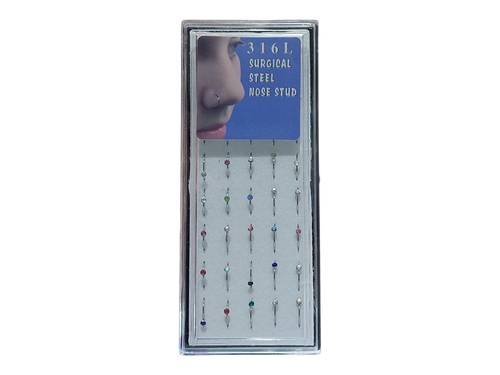 316L
SURGICAL
STEEL
NOSE STUD